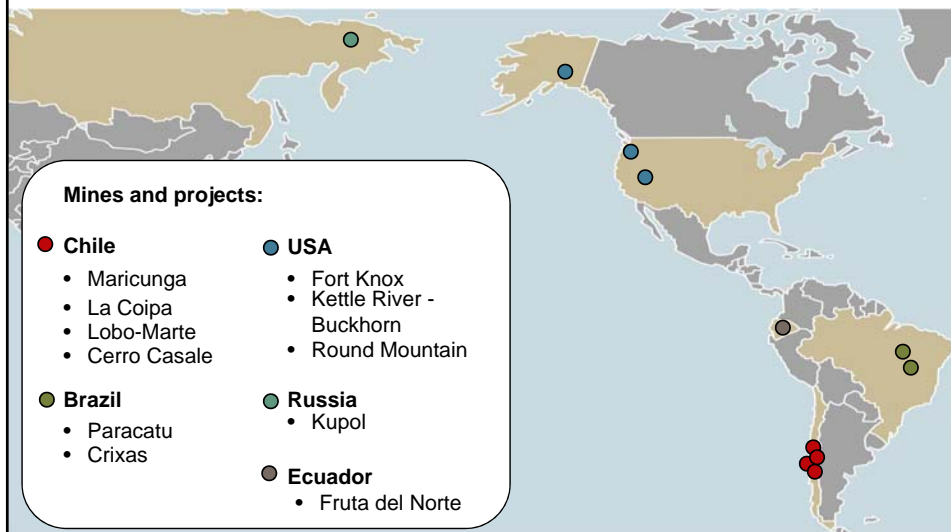 Mines and projects:
Chile
• Maricunga
• La Coipa
• Lobo-Marte
• Cerro Casale
Brazil
• Paracatu
• Crixas
USA
• Fort Knox
• Kettle River -
Buckhorn
• Round Mountain
Russia
• Kupol
Ecuador
• Fruta del Norte